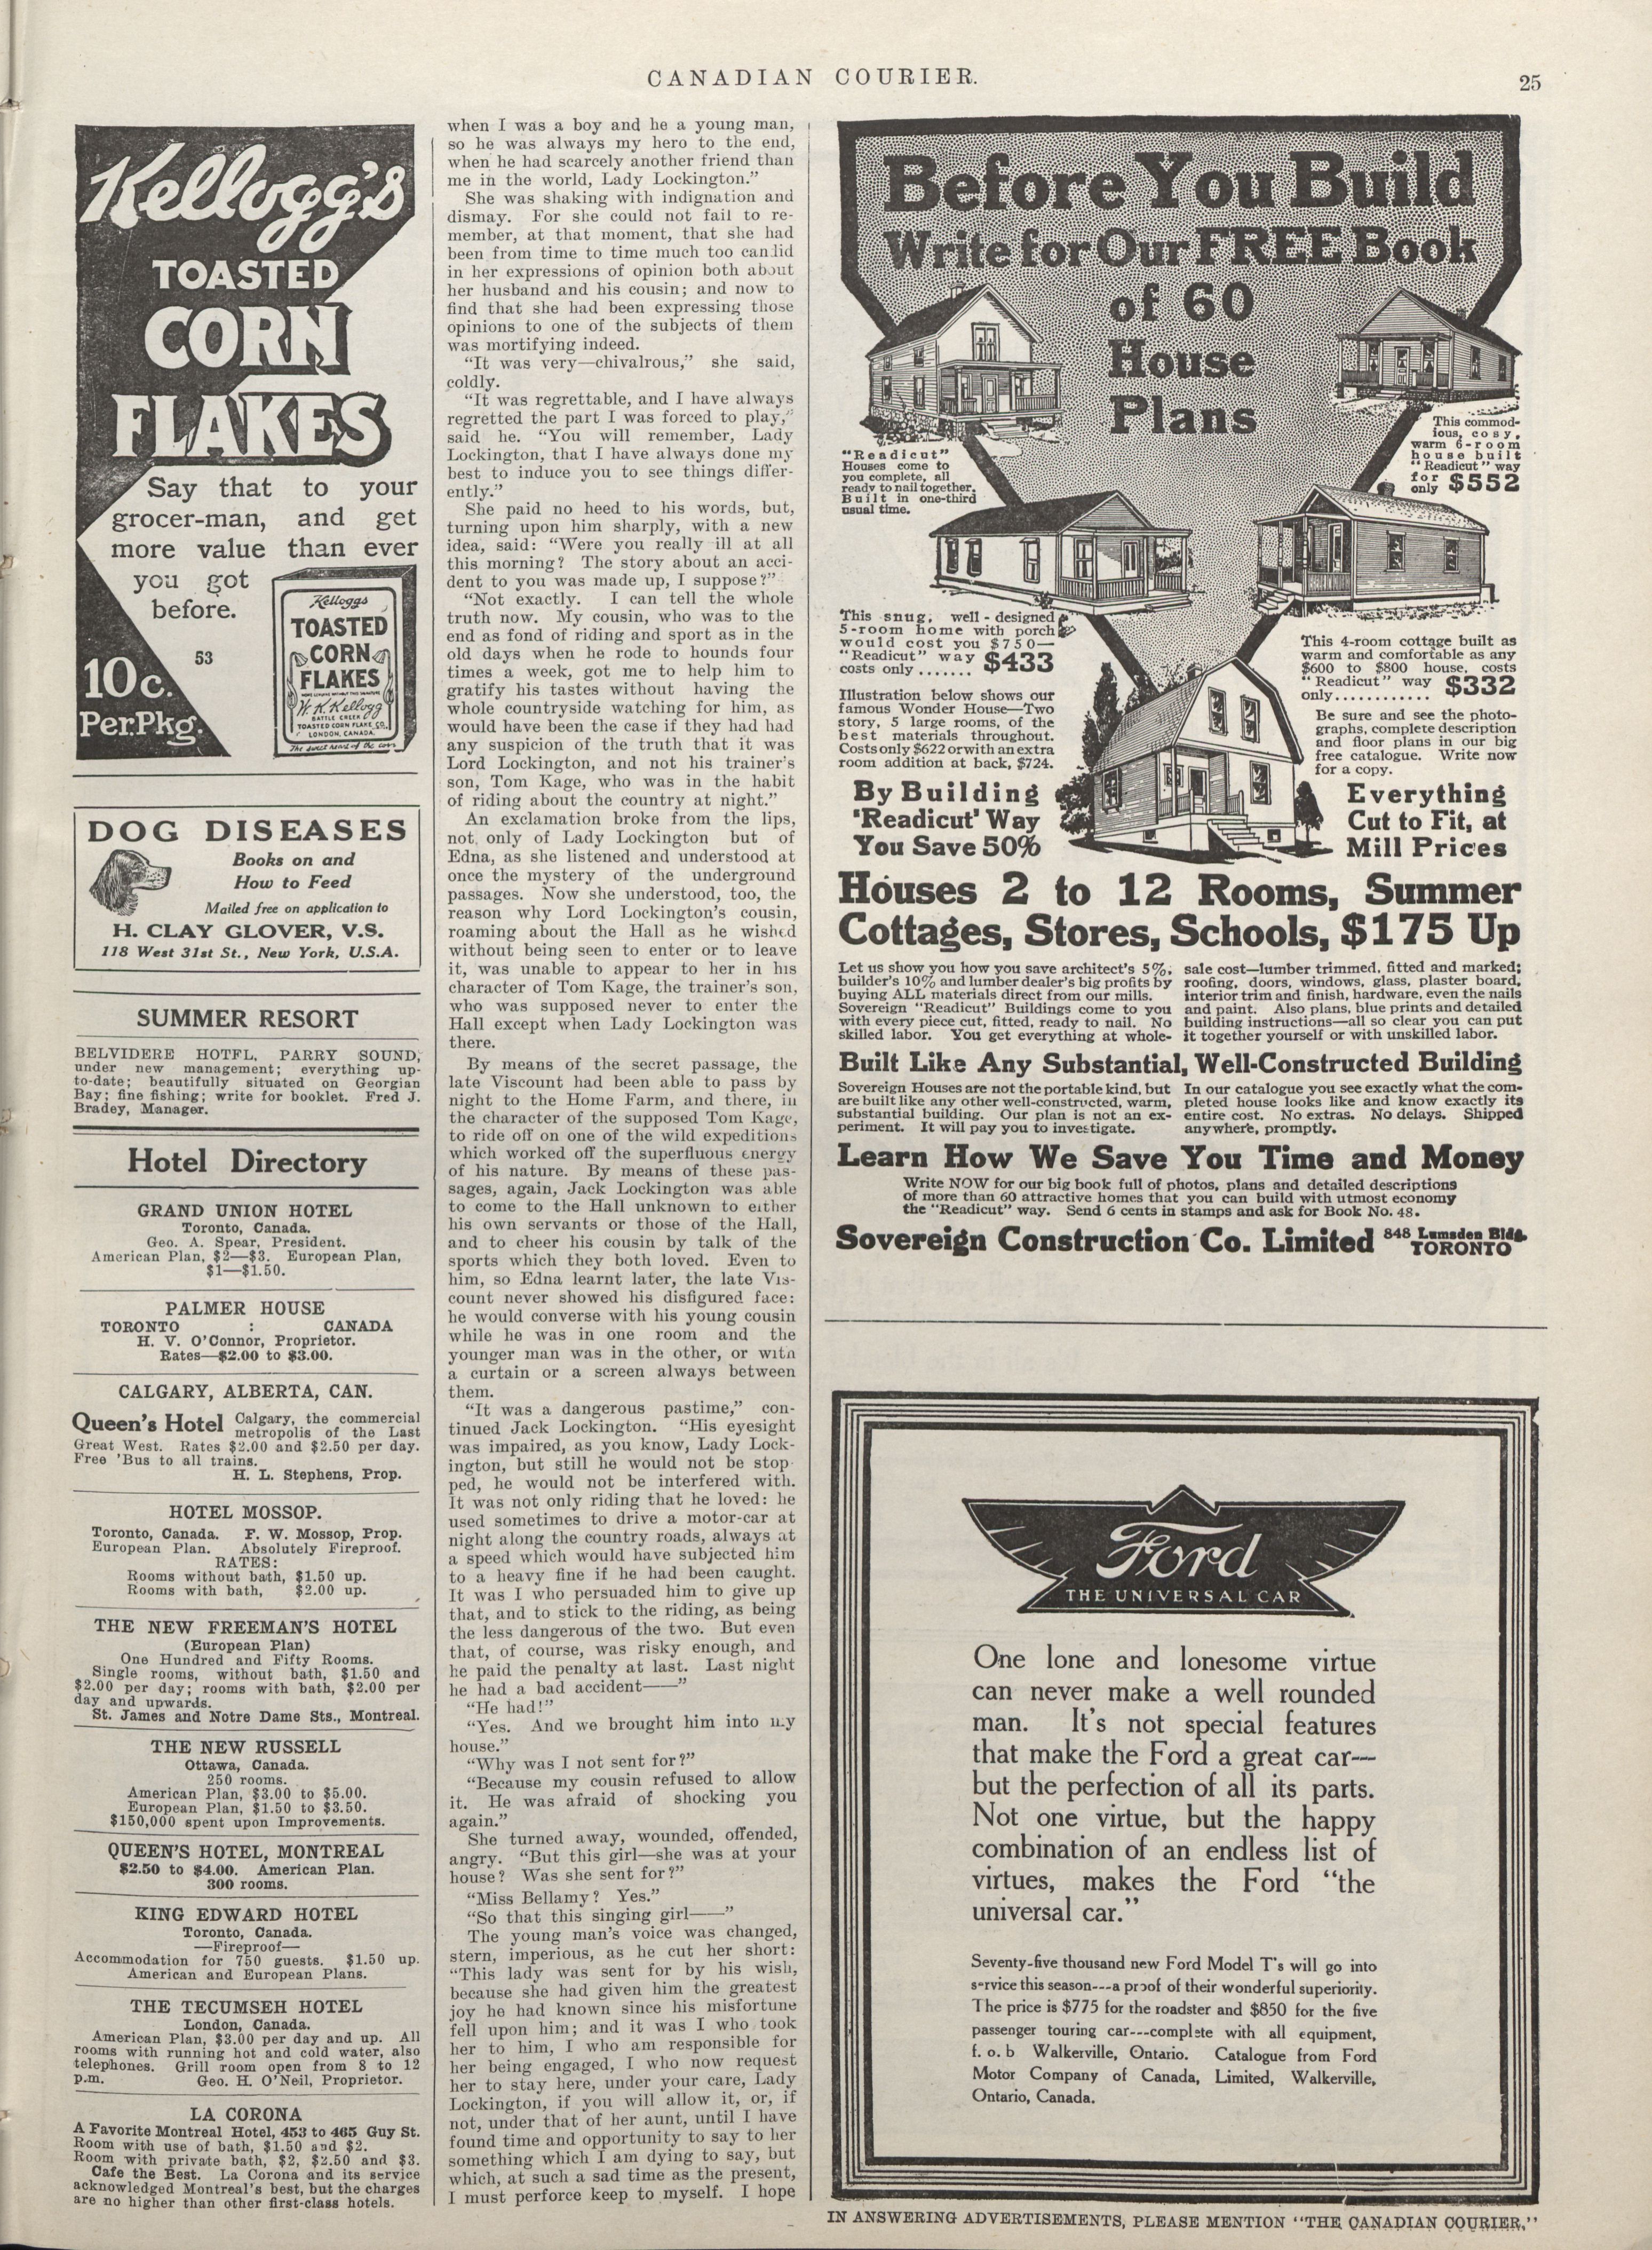 CANADIAN COURIER.
25
Kellogg's
TOASTED
CORN
FLAKES
Say that to your
grocer-man, and get
more value than ever
you got
before.
53
10c.
Per Pkg.
Kelloggs
TOASTED
CORN
FLAKES
W. K. Kellogg
BATTLE CREEK
TOASTED CORN FLAKE CO.
LONDON, CANADA.
The sweet heart of the corn
DOG DISEASES
Books on and
How to Feed
Mailed free on application to
H. CLAY GLOVER, V.S.
118 West 31st St., New York, U.S.A.
SUMMER RESORT
BELVIDERE HOTFL, PARRY SOUND,
under new management; everything up-
to-date; beautifully situated on Georgian
Bay; fine fishing; write for booklet. Fred J.
Bradey, Manager.
Hotel Directory
GRAND UNION HOTEL
Toronto, Canada.
Geo. A. Spear, President.
American Plan, $2—$3. European Plan,
$1—$1.50.
PALMER HOUSE
TORONTO : CANADA
H. V. O'Connor, Proprietor.
Rates—$2.00 to $3.00.
CALGARY, ALBERTA, CAN.
Queen's Hotel Calgary, the commercial
metropolis of the Last
Great West. Rates $2.00 and $2.50 per day.
Free 'Bus to all trains.
H. L. Stephens, Prop.
HOTEL MOSSOP.
Toronto, Canada. F. W. Mossop, Prop.
European Plan. Absolutely Fireproof.
RATES:
Rooms without bath, $1.50 up.
Rooms with bath, $2.00 up.
THE NEW FREEMAN'S HOTEL
(European Plan)
One Hundred and Fifty Rooms.
Single rooms, without bath, $1.50 and
$2.00 per day; rooms with bath, $2.00 per
day and upwards.
St. James and Notre Dame Sts., Montreal.
THE NEW RUSSELL
Ottawa, Canada.
250 rooms.
American Plan, $3.00 to $5.00.
European Plan, $1.50 to $3.50.
$150,000 spent upon Improvements.
QUEEN'S HOTEL, MONTREAL
$2.50 to $4.00. American Plan.
300 rooms.
KING EDWARD HOTEL
Toronto, Canada.
—Fireproof—
Accommodation for 750 guests. $1.50 up.
American and European Plans.
THE TECUMSEH HOTEL
London, Canada.
American Plan, $3.00 per day and up. All
rooms with running hot and cold water, also
telephones. Grill room open from 8 to 12
p.m. Geo. H. O'Neil, Proprietor.
LA CORONA
A Favorite Montreal Hotel, 453 to 465 Guy St.
Room with use of bath, $1.50 and $2.
Room with private bath, $2, $2.50 and $3.
Cafe the Best. La Corona and its service
acknowledged Montreal's best, but the charges
are no higher than other first-class hotels.
when I was a boy and he a young man,
so he was always my hero to the end,
when he had scarcely another friend than
me in the world, Lady Lockington."
She was shaking with indignation and
dismay. For she could not fail to re-
member, at that moment, that she had
been from time to time much too candid
in her expressions of opinion both about
her husband and his cousin; and now to
find that she had been expressing those
opinions to one of the subjects of them
was mortifying indeed.
"It was very—chivalrous," she said,
coldly.
"It was regrettable, and I have always
regretted the part I was forced to play,"
said he. "You will remember, Lady
Lockington, that I have always done my
best to induce you to see things differ-
ently."
She paid no heed to his words, but,
turning upon him sharply, with a new
idea, said: "Were you really ill at all
this morning? The story about an acci-
dent to you was made up, I suppose?"
"Not exactly. I can tell the whole
truth now. My cousin, who was to the
end as fond of riding and sport as in the
old days when he rode to hounds four
times a week, got me to help him to
gratify his tastes without having the
whole countryside watching for him, as
would have been the case if they had had
any suspicion of the truth that it was
Lord Lockington, and not his trainer's
son, Tom Kage, who was in the habit
of riding about the country at night."
An exclamation broke from the lips,
not only of Lady Lockington but of
Edna, as she listened and understood at
once the mystery of the underground
passages. Now she understood, too, the
reason why Lord Lockington's cousin,
roaming about the Hall as he wished
without being seen to enter or to leave
it, was unable to appear to her in his
character of Tom Kage, the trainer's son,
who was supposed never to enter the
Hall except when Lady Lockington was
there.
By means of the secret passage, the
late Viscount had been able to pass by
night to the Home Farm, and there, in
the character of the supposed Tom Kage,
to ride off on one of the wild expeditions
which worked off the superfluous energy
of his nature. By means of these pas-
sages, again, Jack Lockington was able
to come to the Hall unknown to either
his own servants or those of the Hall,
and to cheer his cousin by talk of the
sports which they both loved. Even to
him, so Edna learnt later, the late Vis-
count never showed his disfigured face:
he would converse with his young cousin
while he was in one room and the
younger man was in the other, or with
a curtain or a screen always between
them.
"It was a dangerous pastime," con-
tinued Jack Lockington. "His eyesight
was impaired, as you know, Lady Lock-
ington, but still he would not be stop-
ped, he would not be interfered with.
It was not only riding that he loved: he
used sometimes to drive a motor-car at
night along the country roads, always at
a speed which would have subjected him
to a heavy fine if he had been caught.
It was I who persuaded him to give up
that, and to stick to the riding, as being
the less dangerous of the two. But even
that, of course, was risky enough, and
he paid the penalty at last. Last night
he had a bad accident——"
"He had!"
"Yes. And we brought him into my
house."
"Why was I not sent for?"
"Because my cousin refused to allow
it. He was afraid of shocking you
again."
She turned away, wounded, offended,
angry. "But this girl—she was at your
house? Was she sent for?"
"Miss Bellamy? Yes."
"So that this singing girl——"
The young man's voice was changed,
stern, imperious, as he cut her short:
"This lady was sent for by his wish,
because she had given him the greatest
joy he had known since his misfortune
fell upon him; and it was I who took
her to him, I who am responsible for
her being engaged, I who now request
her to stay here, under your care, Lady
Lockington, if you will allow it, or, if
not, under that of her aunt, until I have
found time and opportunity to say to her
something which I am dying to say, but
which, at such a sad time as the present,
I must perforce keep to myself. I hope
Before You Build
Write for Our FREE Book
of 60
House
Plans
"Readicut"
Houses come to
you complete, all
ready to nail together.
Built in one-third
usual time.
This commod-
ious, cosy,
warm 6-room
house built
"Readicut" way
for
only $552
This snug, well-designed
5-room home with porch
would cost you $750—
"Readicut" way
costs only ....... $433
This 4-room cottage built as
warm and comfortable as any
$600 to $800 house, costs
"Readicut" way
only............ $332
Illustration below shows our
famous Wonder House—Two
story, 5 large rooms, of the
best materials throughout.
Costs only $622 or with an extra
room addition at back, $724.
Be sure and see the photo-
graphs, complete description
and floor plans in our big
free catalogue. Write now
for a copy.
By Building
'Readicut' Way
You Save 50%
Everything
Cut to Fit, at
Mill Prices
Houses 2 to 12 Rooms, Summer
Cottages, Stores, Schools, $175 Up
Let us show you how you save architect's 5%,
builder's 10% and lumber dealer's big profits by
buying ALL materials direct from our mills.
Sovereign "Readicut" Buildings come to you
with every piece cut, fitted, ready to nail. No
skilled labor. You get everything at whole-
sale cost—lumber trimmed, fitted and marked;
roofing, doors, windows, glass, plaster board,
interior trim and finish, hardware, even the nails
and paint. Also plans, blue prints and detailed
building instructions—all so clear you can put
it together yourself or with unskilled labor.
Built Like Any Substantial, Well-Constructed Building
Sovereign Houses are not the portable kind, but
are built like any other well-constructed, warm,
substantial building. Our plan is not an ex-
periment. It will pay you to investigate.
In our catalogue you see exactly what the com-
pleted house looks like and know exactly its
entire cost. No extras. No delays. Shipped
anywhere, promptly.
Learn How We Save You Time and Money
Write NOW for our big book full of photos, plans and detailed descriptions
of more than 60 attractive homes that you can build with utmost economy
the "Readicut" way. Send 6 cents in stamps and ask for Book No. 48.
Sovereign Construction Co. Limited 848 Lumsden Bldg.
TORONTO
Ford
THE UNIVERSAL CAR
One lone and lonesome virtue
can never make a well rounded
man. It's not special features
that make the Ford a great car---
but the perfection of all its parts.
Not one virtue, but the happy
combination of an endless list of
virtues, makes the Ford "the
universal car."
Seventy-five thousand new Ford Model T's will go into
service this season---a proof of their wonderful superiority.
The price is $775 for the roadster and $850 for the five
passenger touring car---complete with all equipment,
f. o. b Walkerville, Ontario. Catalogue from Ford
Motor Company of Canada, Limited, Walkerville,
Ontario, Canada.
IN ANSWERING ADVERTISEMENTS, PLEASE MENTION "THE CANADIAN COURIER."